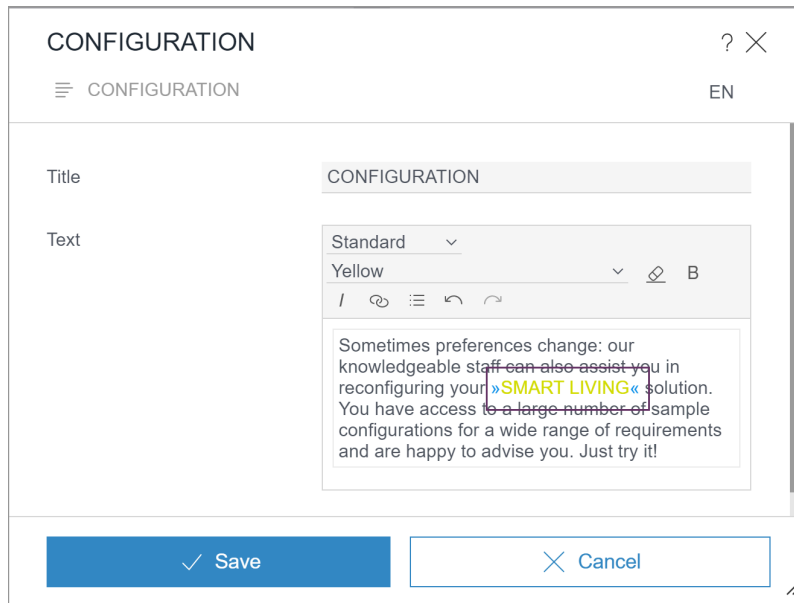 CONFIGURATION ?
CONFIGURATION EN
Title CONFIGURATION
Text Standard
Yellow B
I
Sometimes preferences change: our
knowledgeable staff can also assist you in
reconfiguring your »SMART LIVING« solution.
You have access to a large number of sample
configurations for a wide range of requirements
and are happy to advise you. Just try it!
Save Cancel